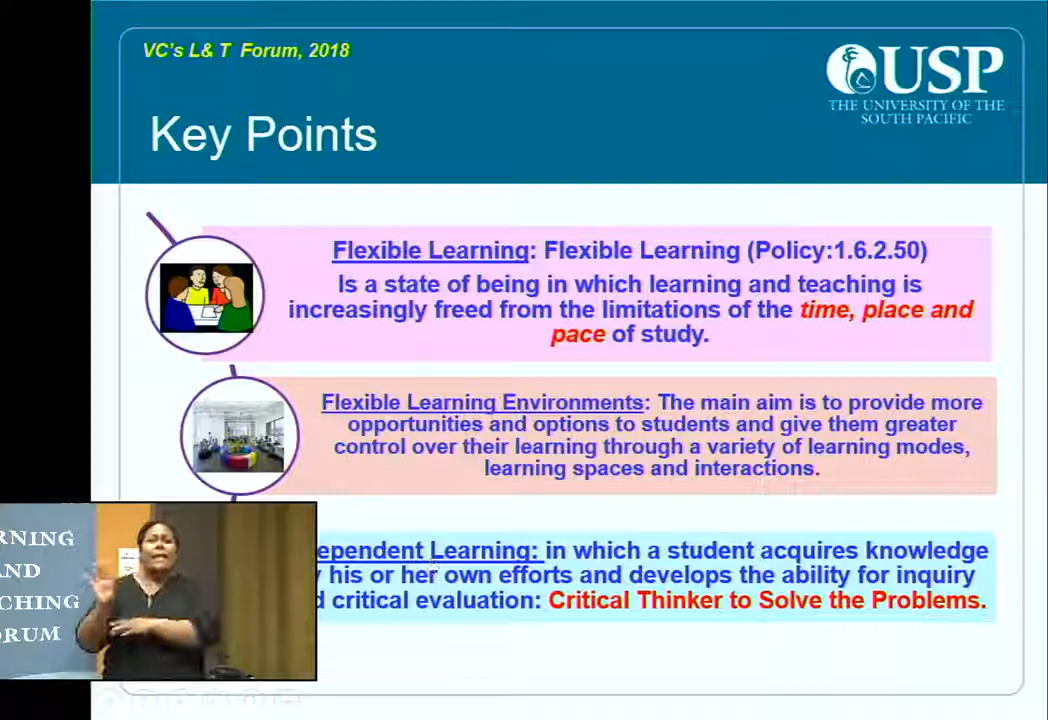 VC's L& T Forum, 2018
USP
THE UNIVERSITY OF THE
SOUTH PACIFIC
Key Points
Flexible Learning: Flexible Learning (Policy:1.6.2.50)
Is a state of being in which learning and teaching is
increasingly freed from the limitations of the time, place and
pace of study.
Flexible Learning Environments: The main aim is to provide more
opportunities and options to students and give them greater
control over their learning through a variety of learning modes,
learning spaces and interactions.
ependent Learning: in which a student acquires knowledge
his or her own efforts and develops the ability for inquiry
critical evaluation: Critical Thinker to Solve the Problems.
RNING
AND
CHING
ORUM